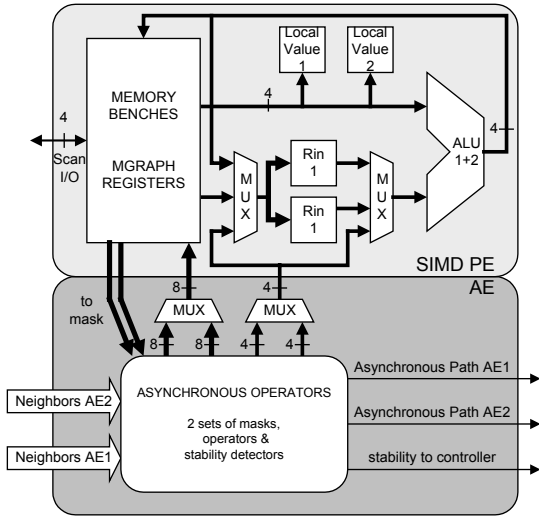 Local
Value
1
Local
Value
2
4
MEMORY
BENCHES
4
4
ALU
1+2
4
Scan
I/O
MGRAPH
REGISTERS
M
U
X
Rin
1
Rin
1
M
U
X
SIMD PE
AE
to
mask
8
4
MUX
MUX
8
8
4
4
ASYNCHRONOUS OPERATORS
2 sets of masks,
operators &
stability detectors
Neighbors AE2
Neighbors AE1
Asynchronous Path AE1
Asynchronous Path AE2
stability to controller